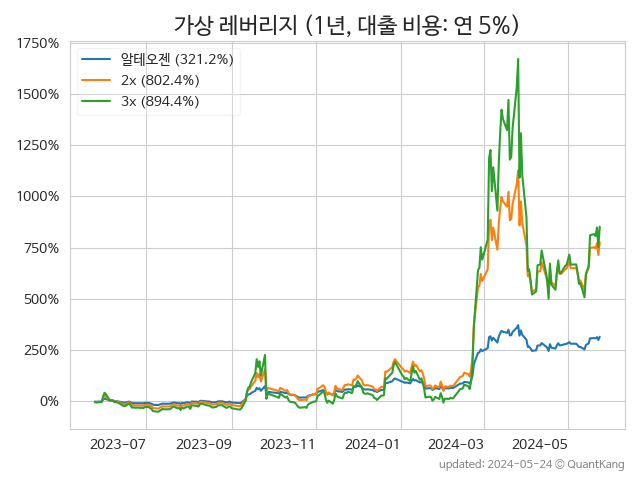 가상 레버리지 (1년, 대출 비용: 연 5%)
1750%
1500%
1250%
1000%
750%
500%
250%
0%
알테오젠 (321.2%)
2x (802.4%)
3x (894.4%)
2023-07 2023-09 2023-11 2024-01 2024-03 2024-05
updated: 2024-05-24 © QuantKang